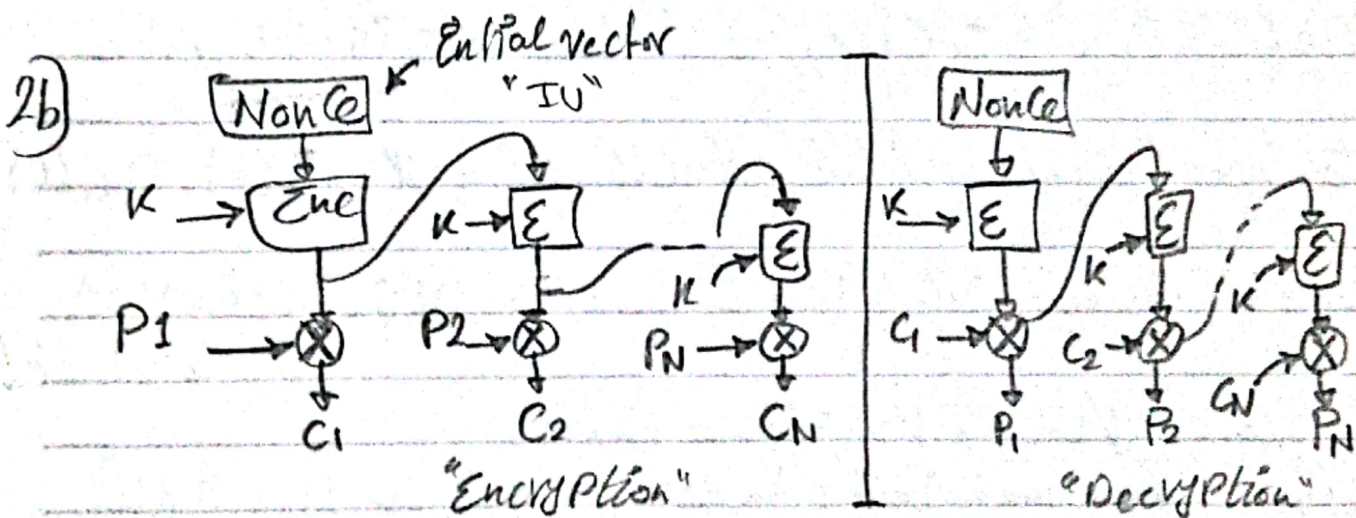 2b)
Enitial vector
"IV"
Nonce
K
Enc
K
Ɛ
K
Ɛ
P1
P2
PN
C1
C2
CN
"Encryption"
Nonce
K
Ɛ
K
Ɛ
K
Ɛ
C1
C2
CN
P1
P2
PN
"Decryption"